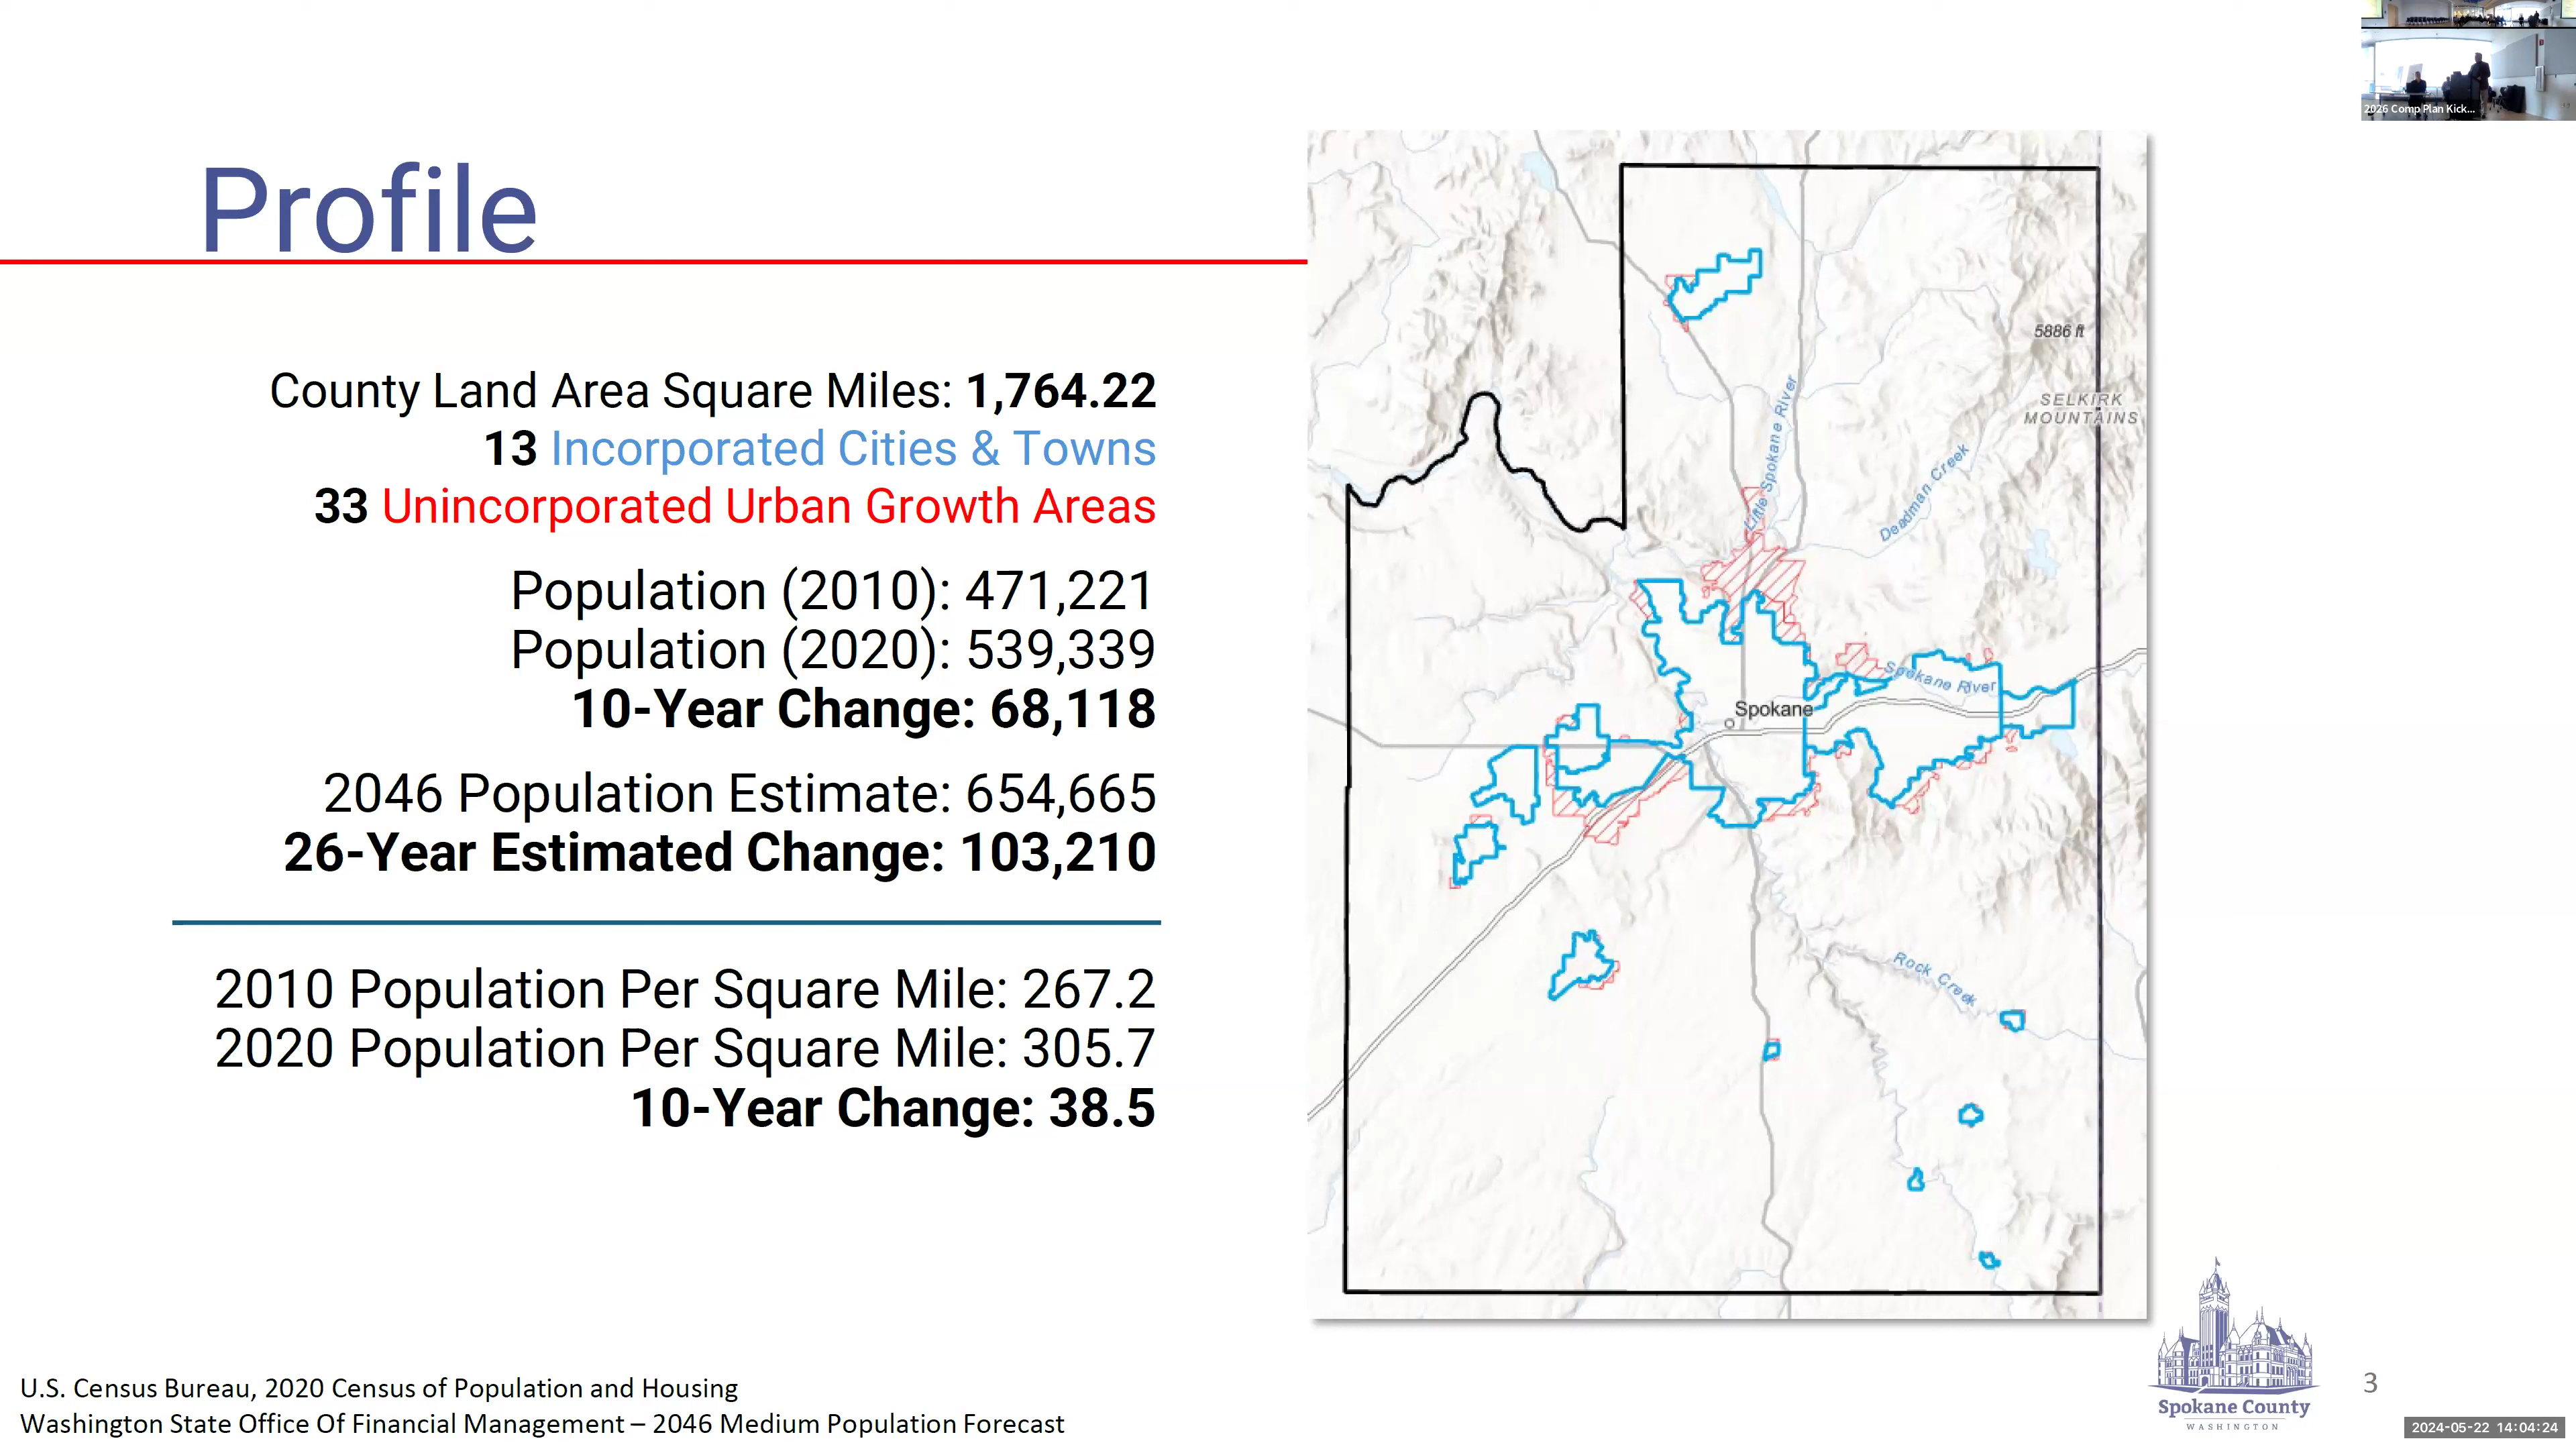 2026 Comp Plan Kick...
Profile
County Land Area Square Miles: 1,764.22
13 Incorporated Cities & Towns
33 Unincorporated Urban Growth Areas
Population (2010): 471,221
Population (2020): 539,339
10-Year Change: 68,118
2046 Population Estimate: 654,665
26-Year Estimated Change: 103,210
2010 Population Per Square Mile: 267.2
2020 Population Per Square Mile: 305.7
10-Year Change: 38.5
5886 ft
SELKIRK
MOUNTAINS
Little Spokane River
Deadman Creek
Spokane River
Spokane
Rock Creek
U.S. Census Bureau, 2020 Census of Population and Housing
Washington State Office Of Financial Management – 2046 Medium Population Forecast
Spokane County
WASHINGTON
3
2024-05-22 14:04:24